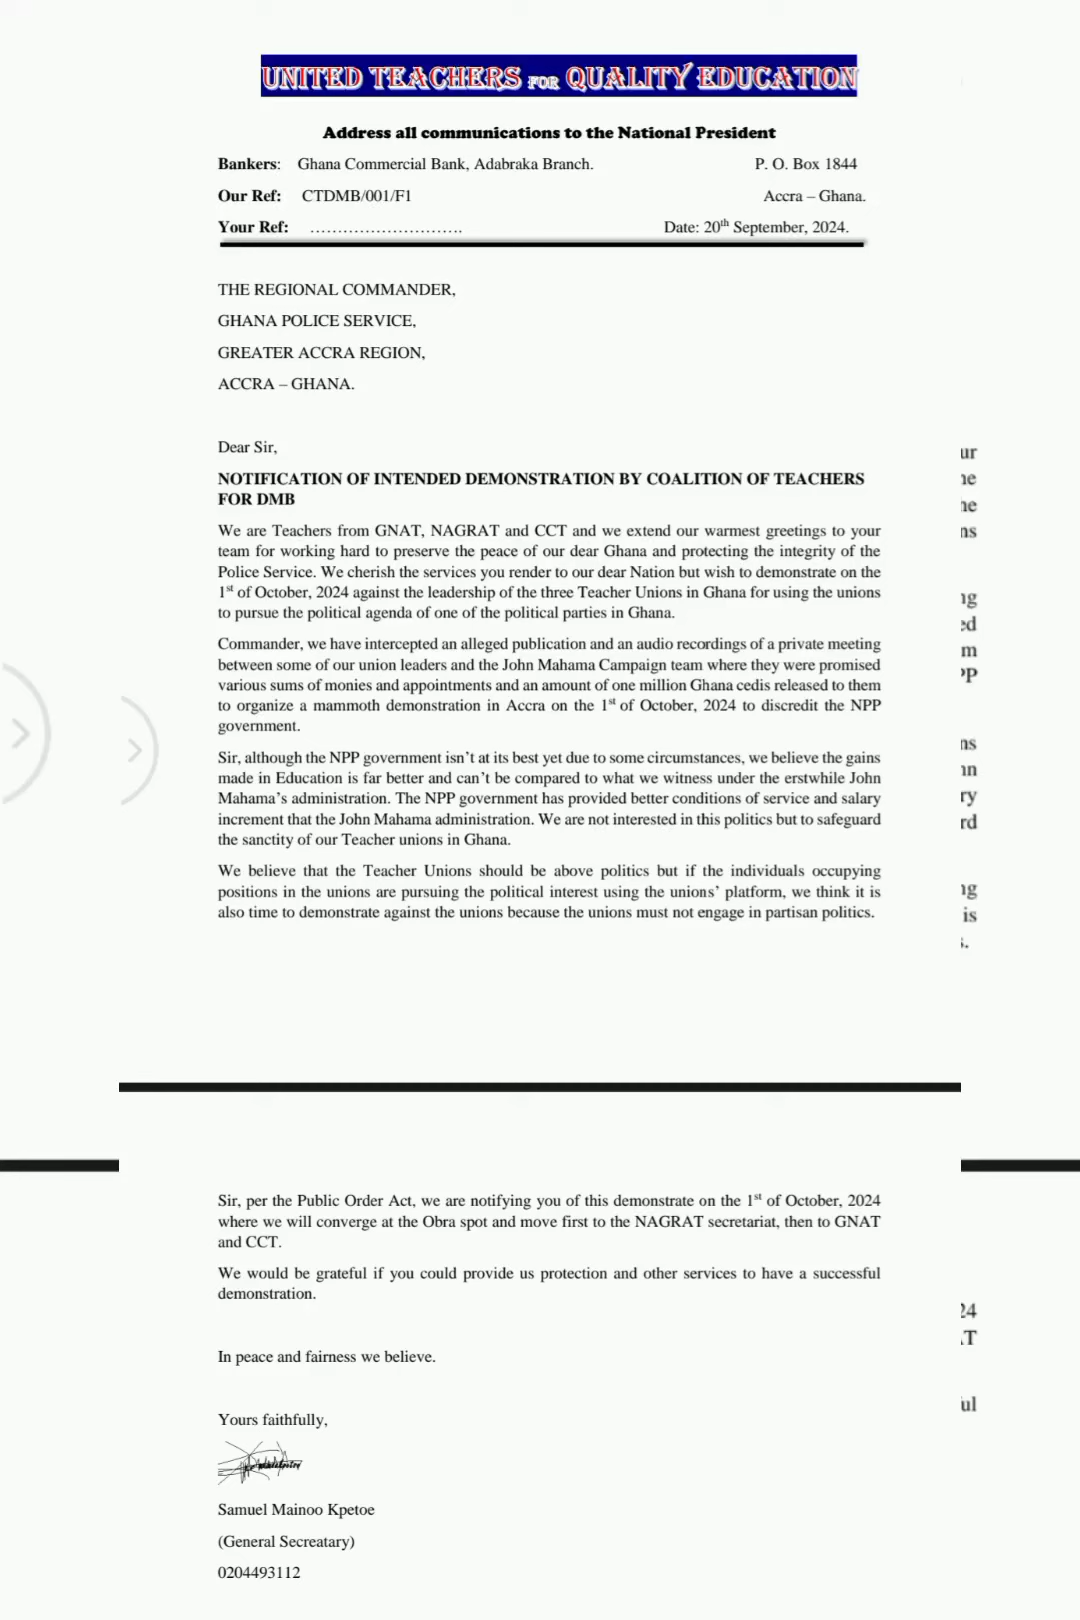 UNITED TEACHERS FOR QUALITY EDUCATION
Address all communications to the National President
Bankers: Ghana Commercial Bank, Adabraka Branch. P. O. Box 1844
Our Ref: CTDMB/001/F1 Accra – Ghana.
Your Ref: ............................ Date: 20th September, 2024.
THE REGIONAL COMMANDER,
GHANA POLICE SERVICE,
GREATER ACCRA REGION,
ACCRA – GHANA.
Dear Sir,
NOTIFICATION OF INTENDED DEMONSTRATION BY COALITION OF TEACHERS
FOR DMB
We are Teachers from GNAT, NAGRAT and CCT and we extend our warmest greetings to your
team for working hard to preserve the peace of our dear Ghana and protecting the integrity of the
Police Service. We cherish the services you render to our dear Nation but wish to demonstrate on the
1st of October, 2024 against the leadership of the three Teacher Unions in Ghana for using the unions
to pursue the political agenda of one of the political parties in Ghana.
Commander, we have intercepted an alleged publication and an audio recordings of a private meeting
between some of our union leaders and the John Mahama Campaign team where they were promised
various sums of monies and appointments and an amount of one million Ghana cedis released to them
to organize a mammoth demonstration in Accra on the 1st of October, 2024 to discredit the NPP
government.
Sir, although the NPP government isn't at its best yet due to some circumstances, we believe the gains
made in Education is far better and can't be compared to what we witness under the erstwhile John
Mahama's administration. The NPP government has provided better conditions of service and salary
increment that the John Mahama administration. We are not interested in this politics but to safeguard
the sanctity of our Teacher unions in Ghana.
We believe that the Teacher Unions should be above politics but if the individuals occupying
positions in the unions are pursuing the political interest using the unions' platform, we think it is
also time to demonstrate against the unions because the unions must not engage in partisan politics.
Sir, per the Public Order Act, we are notifying you of this demonstrate on the 1st of October, 2024
where we will converge at the Obra spot and move first to the NAGRAT secretariat, then to GNAT
and CCT.
We would be grateful if you could provide us protection and other services to have a successful
demonstration.
In peace and fairness we believe.
Yours faithfully,
Samuel Mainoo Kpetoe
(General Secreatary)
0204493112